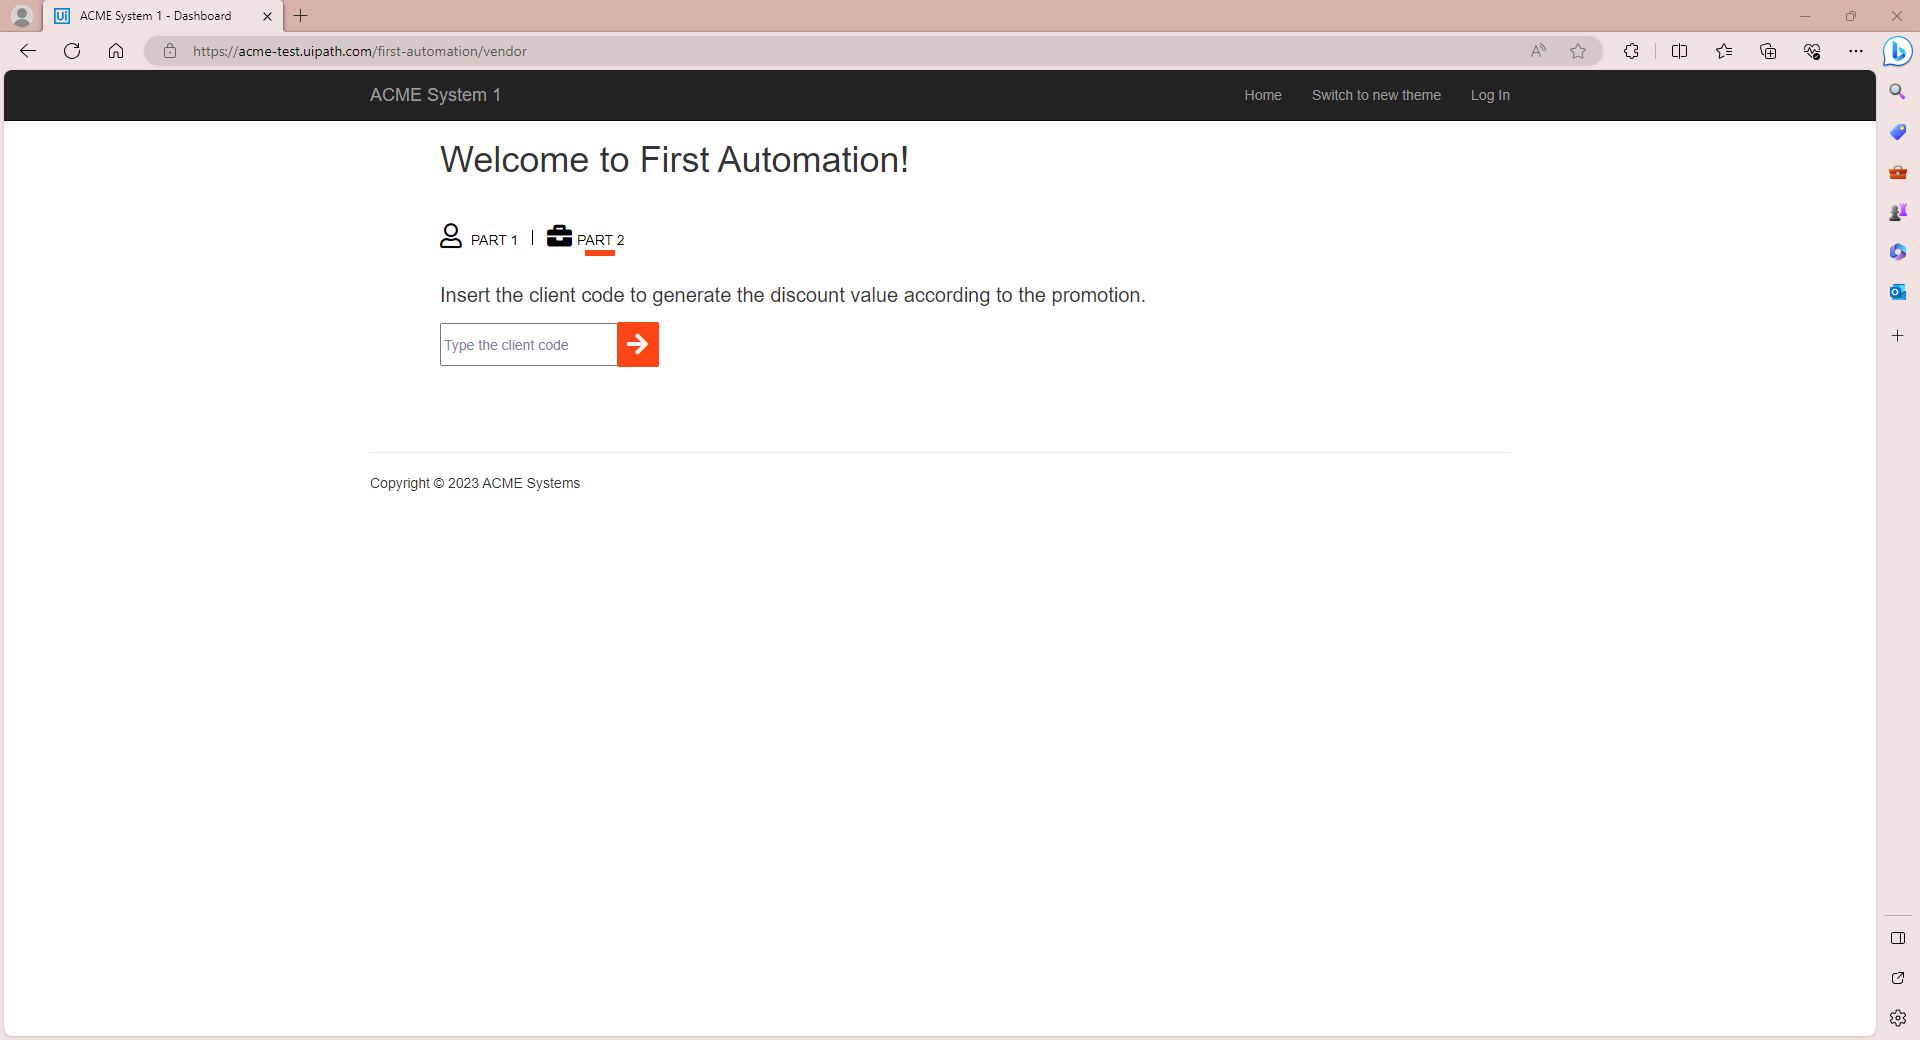 ACME System 1 - Dashboard
https://acme-test.uipath.com/first-automation/vendor
ACME System 1
Home
Switch to new theme
Log In
Welcome to First Automation!
PART 1
PART 2
Insert the client code to generate the discount value according to the promotion.
Type the client code
Copyright © 2023 ACME Systems